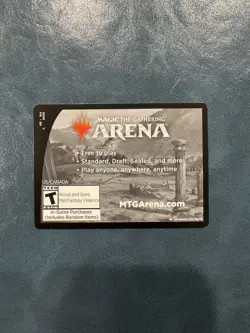 MAGIC THE GATHERING
ARENA
• Free to play
• Standard, Draft, Sealed, and more
• Play anyone, anywhere, anytime
US/CANADA
TEEN
T
Blood and Gore
Mild Fantasy Violence
MTGArena.com
In-Game Purchases
(Includes Random Items)